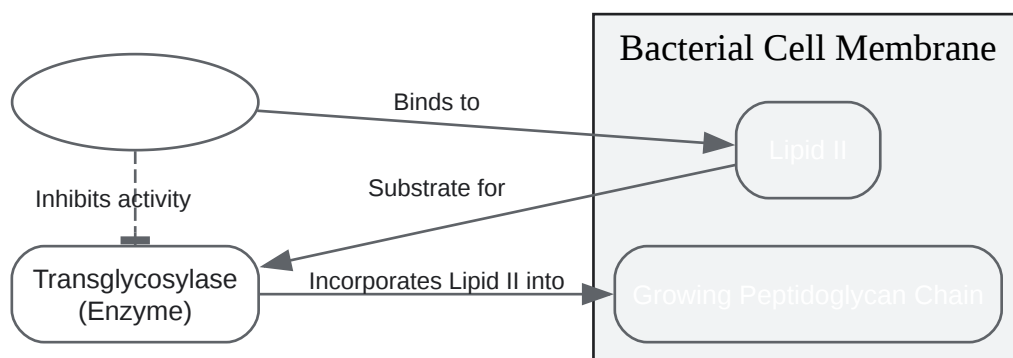 Bacterial Cell Membrane
Binds to
Lipid II
Substrate for
Inhibits activity
Transglycosylase
(Enzyme)
Incorporates Lipid II into
Growing Peptidoglycan Chain